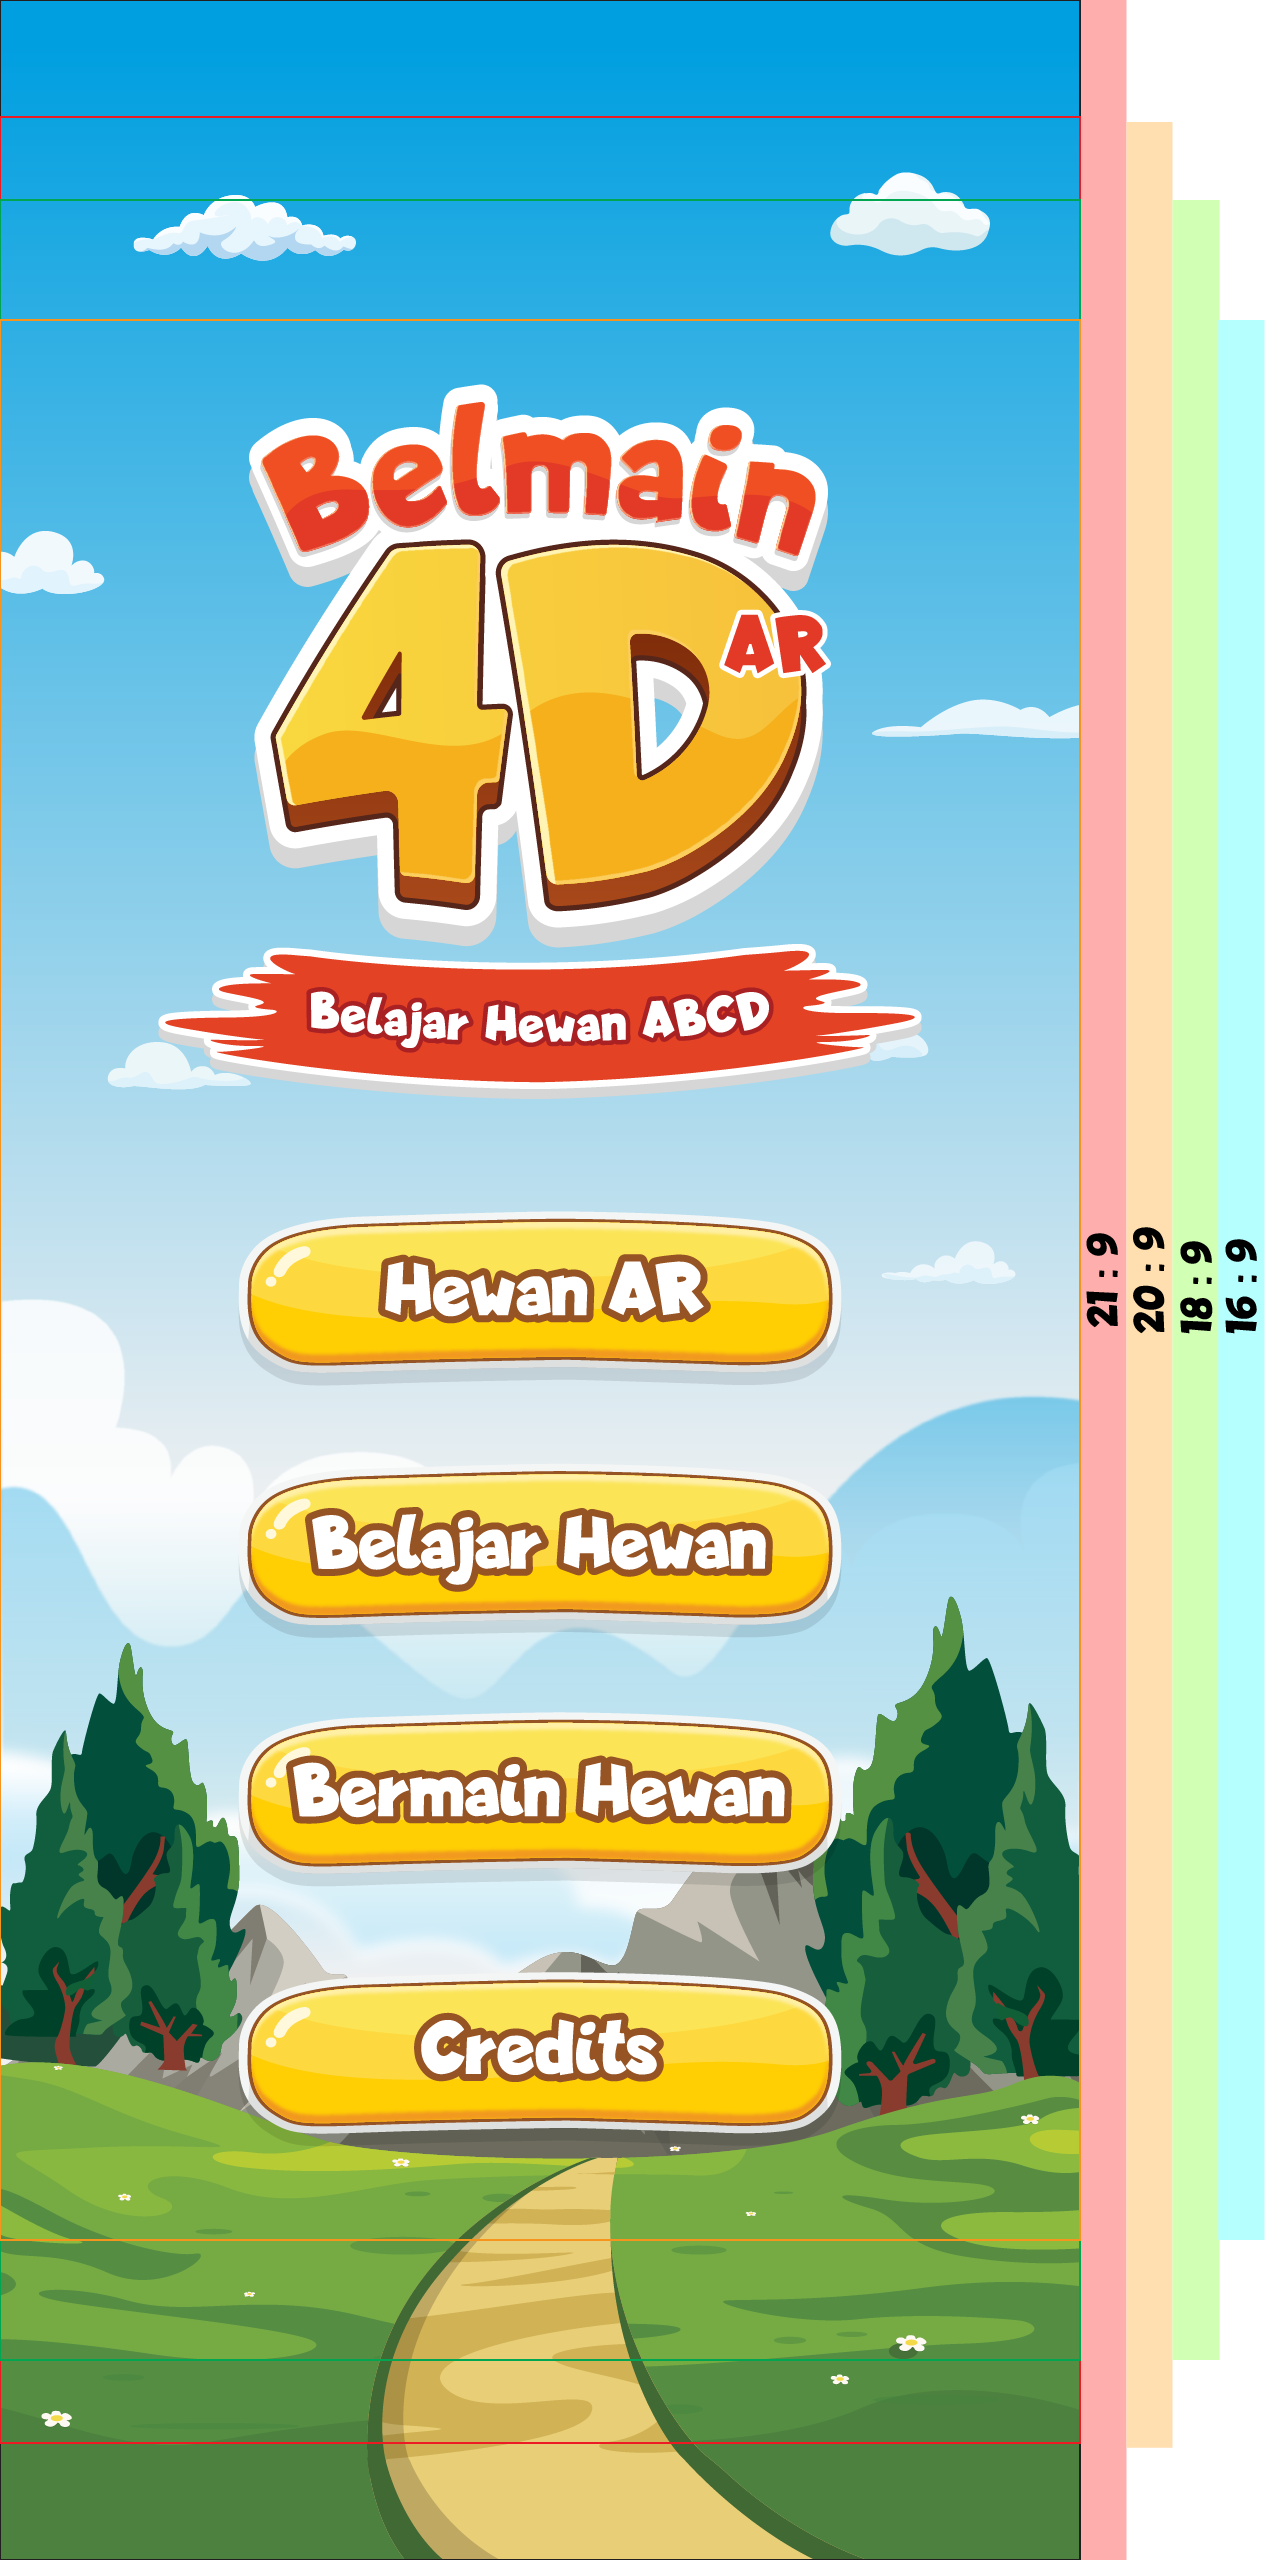 Belmain
4D
AR
Belajar Hewan ABCD
Hewan AR
Belajar Hewan
Bermain Hewan
Credits
21 : 9
20 : 9
18 : 9
16 : 9